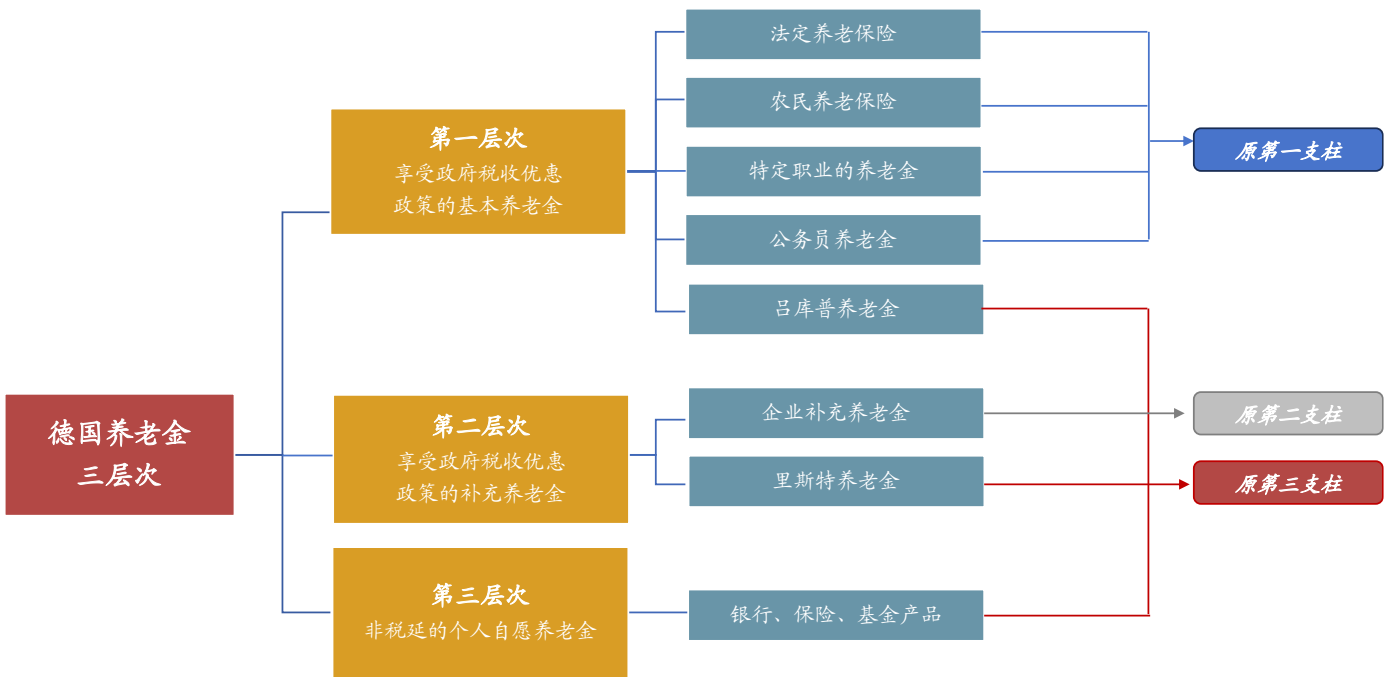 德国养老金
三层次
第一层次
享受政府税收优惠
政策的基本养老金
法定养老保险
农民养老保险
特定职业的养老金
公务员养老金
吕库普养老金
原第一支柱
第二层次
享受政府税收优惠
政策的补充养老金
企业补充养老金
里斯特养老金
原第二支柱
原第三支柱
第三层次
非税延的个人自愿养老金
银行、保险、基金产品